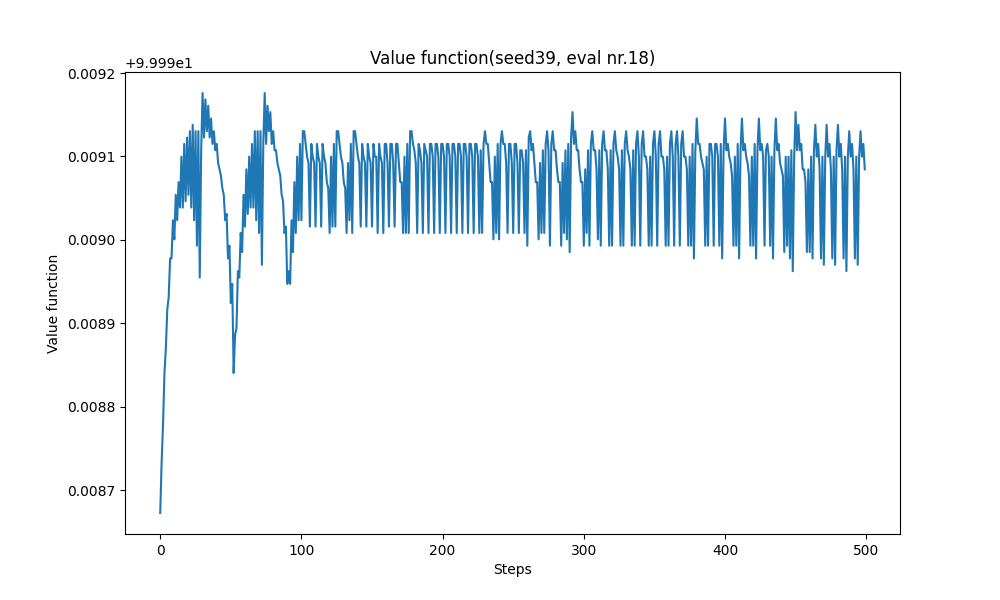 Value function(seed39, eval nr.18)
+9.999e1
0.0092
0.0091
0.0090
0.0089
0.0088
0.0087
Value function
0 100 200 300 400 500
Steps